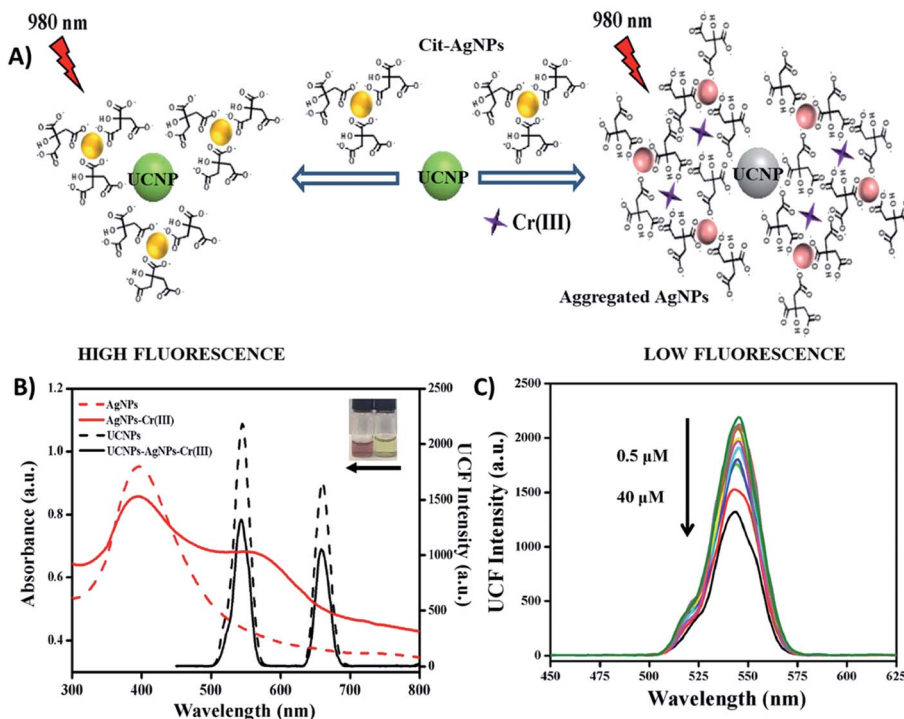 A)
980 nm
Cit-AgNPs
980 nm
UCNP
UCNP
UCNP
Cr(III)
Aggregated AgNPs
HIGH FLUORESCENCE
LOW FLUORESCENCE
B)
AgNPs
AgNPs-Cr(III)
UCNPs
UCNPs-AgNPs-Cr(III)
Absorbance (a.u.)
1.2
1.0
0.8
0.6
0.4
300 400 500 600 700 800
Wavelength (nm)
2500
2000
1500
1000
500
0
UCF Intensity (a.u.)
C)
0.5 µM
40 µM
UCF Intensity (a.u.)
2500
2000
1500
1000
500
0
450 475 500 525 550 575 600 625
Wavelength (nm)